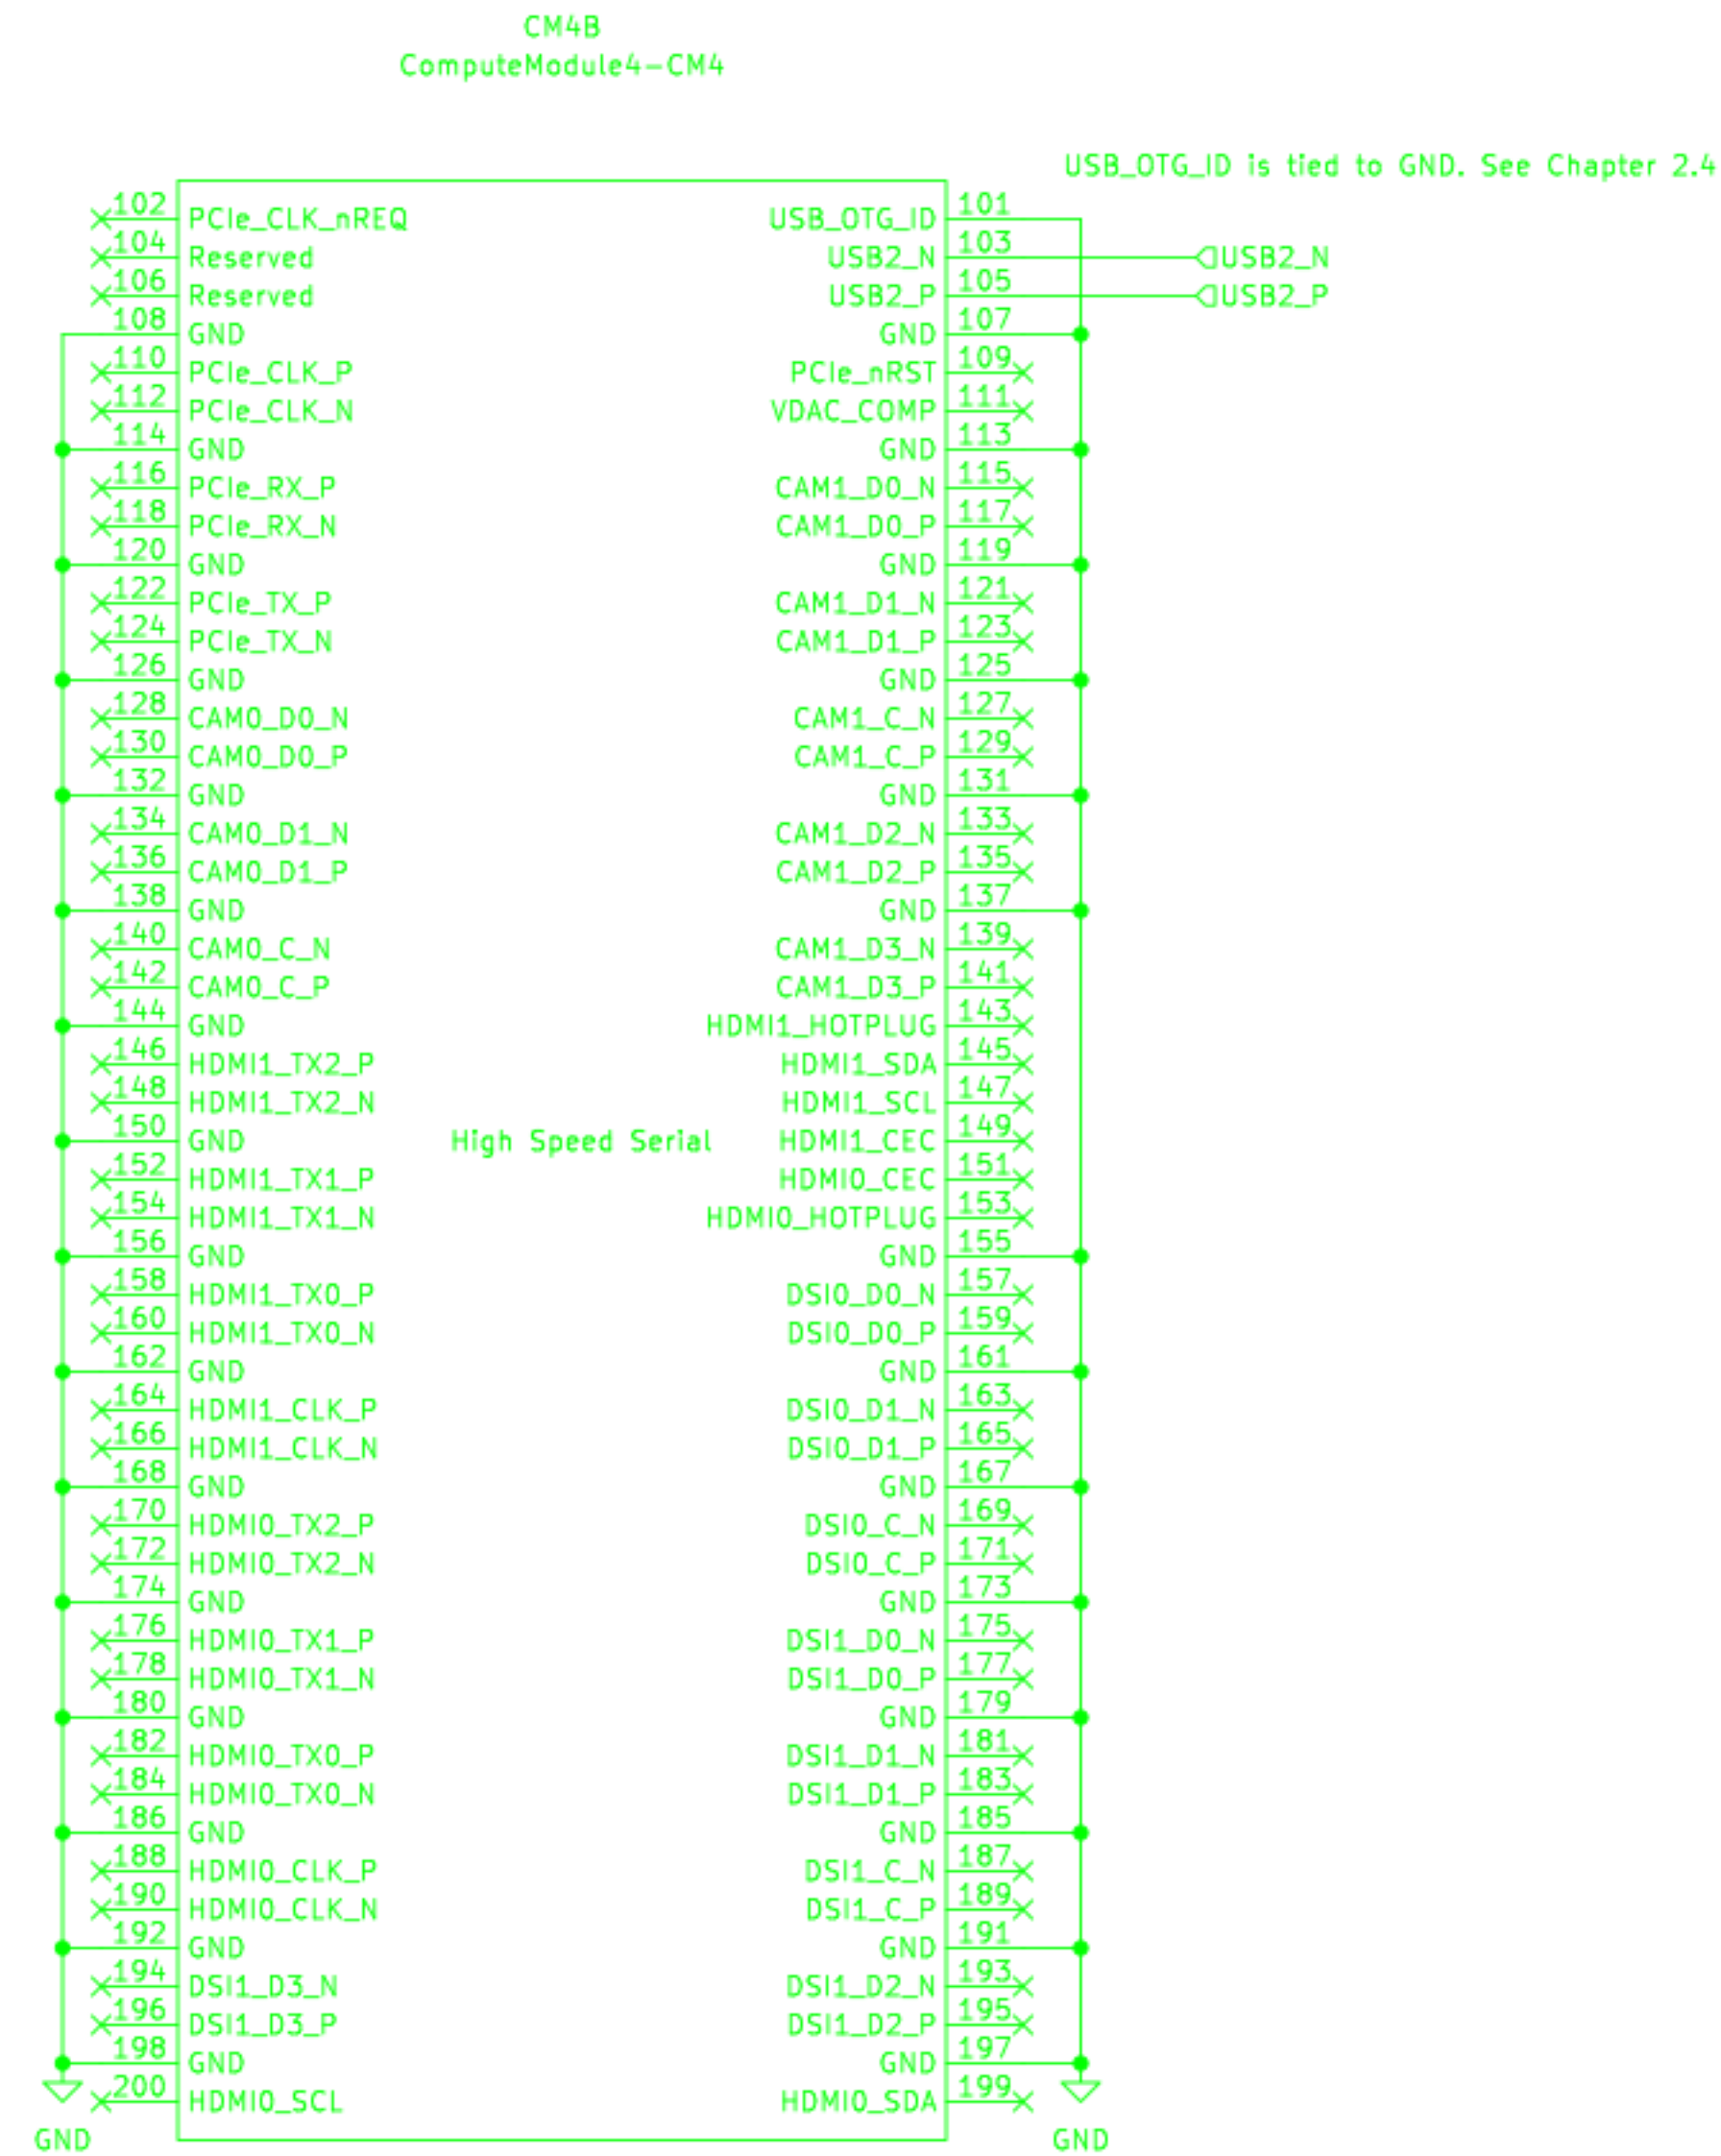 CM4B
ComputeModule4-CM4
USB_OTG_ID is tied to GND. See Chapter 2.4
102 PCIe_CLK_nREQ USB_OTG_ID 101
104 Reserved USB2_N 103 USB2_N
106 Reserved USB2_P 105 USB2_P
108 GND GND 107
110 PCIe_CLK_P PCIe_nRST 109
112 PCIe_CLK_N VDAC_COMP 111
114 GND GND 113
116 PCIe_RX_P CAM1_D0_N 115
118 PCIe_RX_N CAM1_D0_P 117
120 GND GND 119
122 PCIe_TX_P CAM1_D1_N 121
124 PCIe_TX_N CAM1_D1_P 123
126 GND GND 125
128 CAM0_D0_N CAM1_C_N 127
130 CAM0_D0_P CAM1_C_P 129
132 GND GND 131
134 CAM0_D1_N CAM1_D2_N 133
136 CAM0_D1_P CAM1_D2_P 135
138 GND GND 137
140 CAM0_C_N CAM1_D3_N 139
142 CAM0_C_P CAM1_D3_P 141
144 GND HDMI1_HOTPLUG 143
146 HDMI1_TX2_P HDMI1_SDA 145
148 HDMI1_TX2_N HDMI1_SCL 147
150 GND High Speed Serial HDMI1_CEC 149
152 HDMI1_TX1_P HDMI0_CEC 151
154 HDMI1_TX1_N HDMI0_HOTPLUG 153
156 GND GND 155
158 HDMI1_TX0_P DSI0_D0_N 157
160 HDMI1_TX0_N DSI0_D0_P 159
162 GND GND 161
164 HDMI1_CLK_P DSI0_D1_N 163
166 HDMI1_CLK_N DSI0_D1_P 165
168 GND GND 167
170 HDMI0_TX2_P DSI0_C_N 169
172 HDMI0_TX2_N DSI0_C_P 171
174 GND GND 173
176 HDMI0_TX1_P DSI1_D0_N 175
178 HDMI0_TX1_N DSI1_D0_P 177
180 GND GND 179
182 HDMI0_TX0_P DSI1_D1_N 181
184 HDMI0_TX0_N DSI1_D1_P 183
186 GND GND 185
188 HDMI0_CLK_P DSI1_C_N 187
190 HDMI0_CLK_N DSI1_C_P 189
192 GND GND 191
194 DSI1_D3_N DSI1_D2_N 193
196 DSI1_D3_P DSI1_D2_P 195
198 GND GND 197
200 HDMI0_SCL HDMI0_SDA 199
GND GND